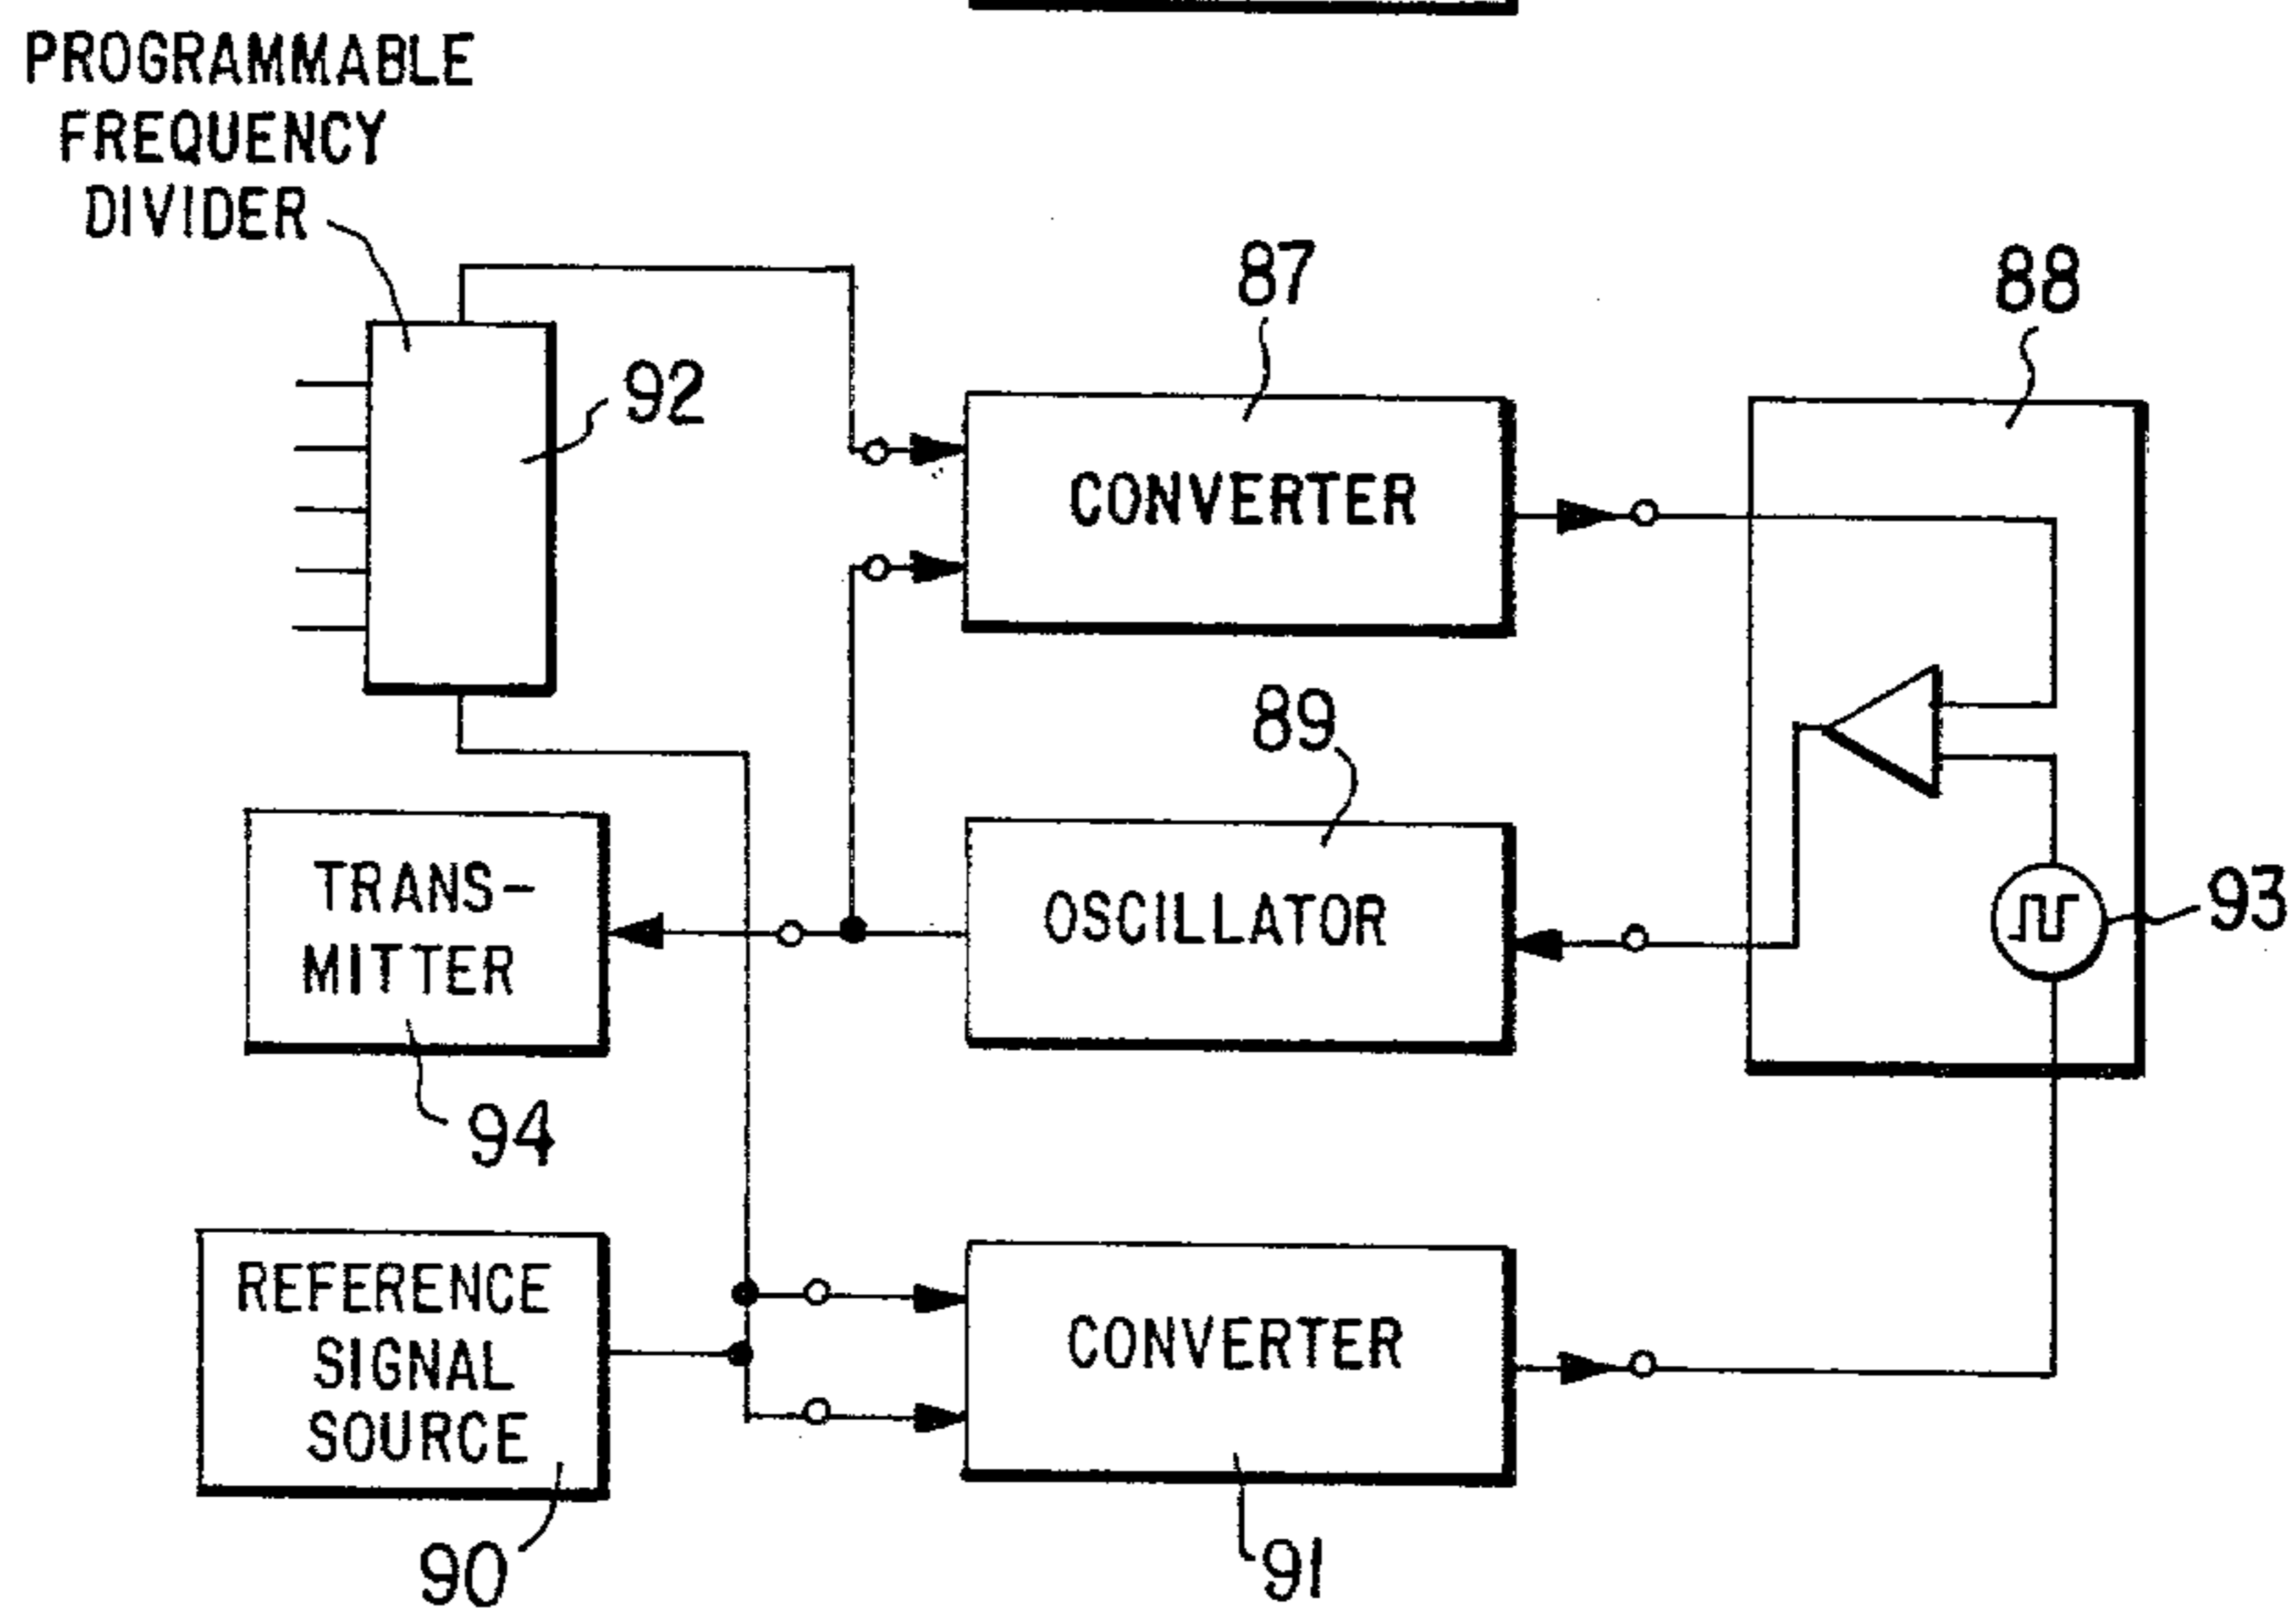 PROGRAMMABLE
FREQUENCY
DIVIDER
92
87
CONVERTER
88
89
OSCILLATOR
93
TRANS-
MITTER
94
REFERENCE
SIGNAL
SOURCE
90
CONVERTER
91